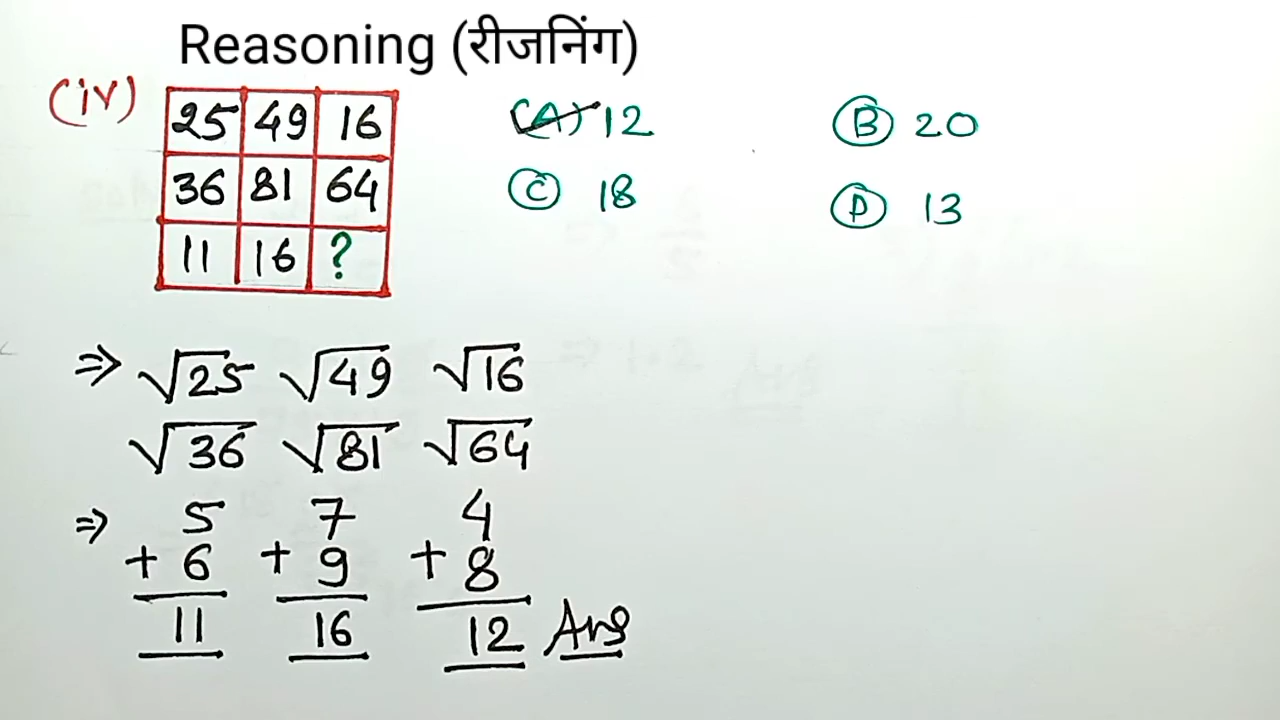 Reasoning (रीजनिंग)
(iv)
25 49 16
36 81 64
11 16 ?
(A) 12
(B) 20
(C) 18
(D) 13
⇒ √25 √49 √16
√36 √81 √64
⇒ 5 7 4
+ 6 + 9 + 8
11 16 12 Ans